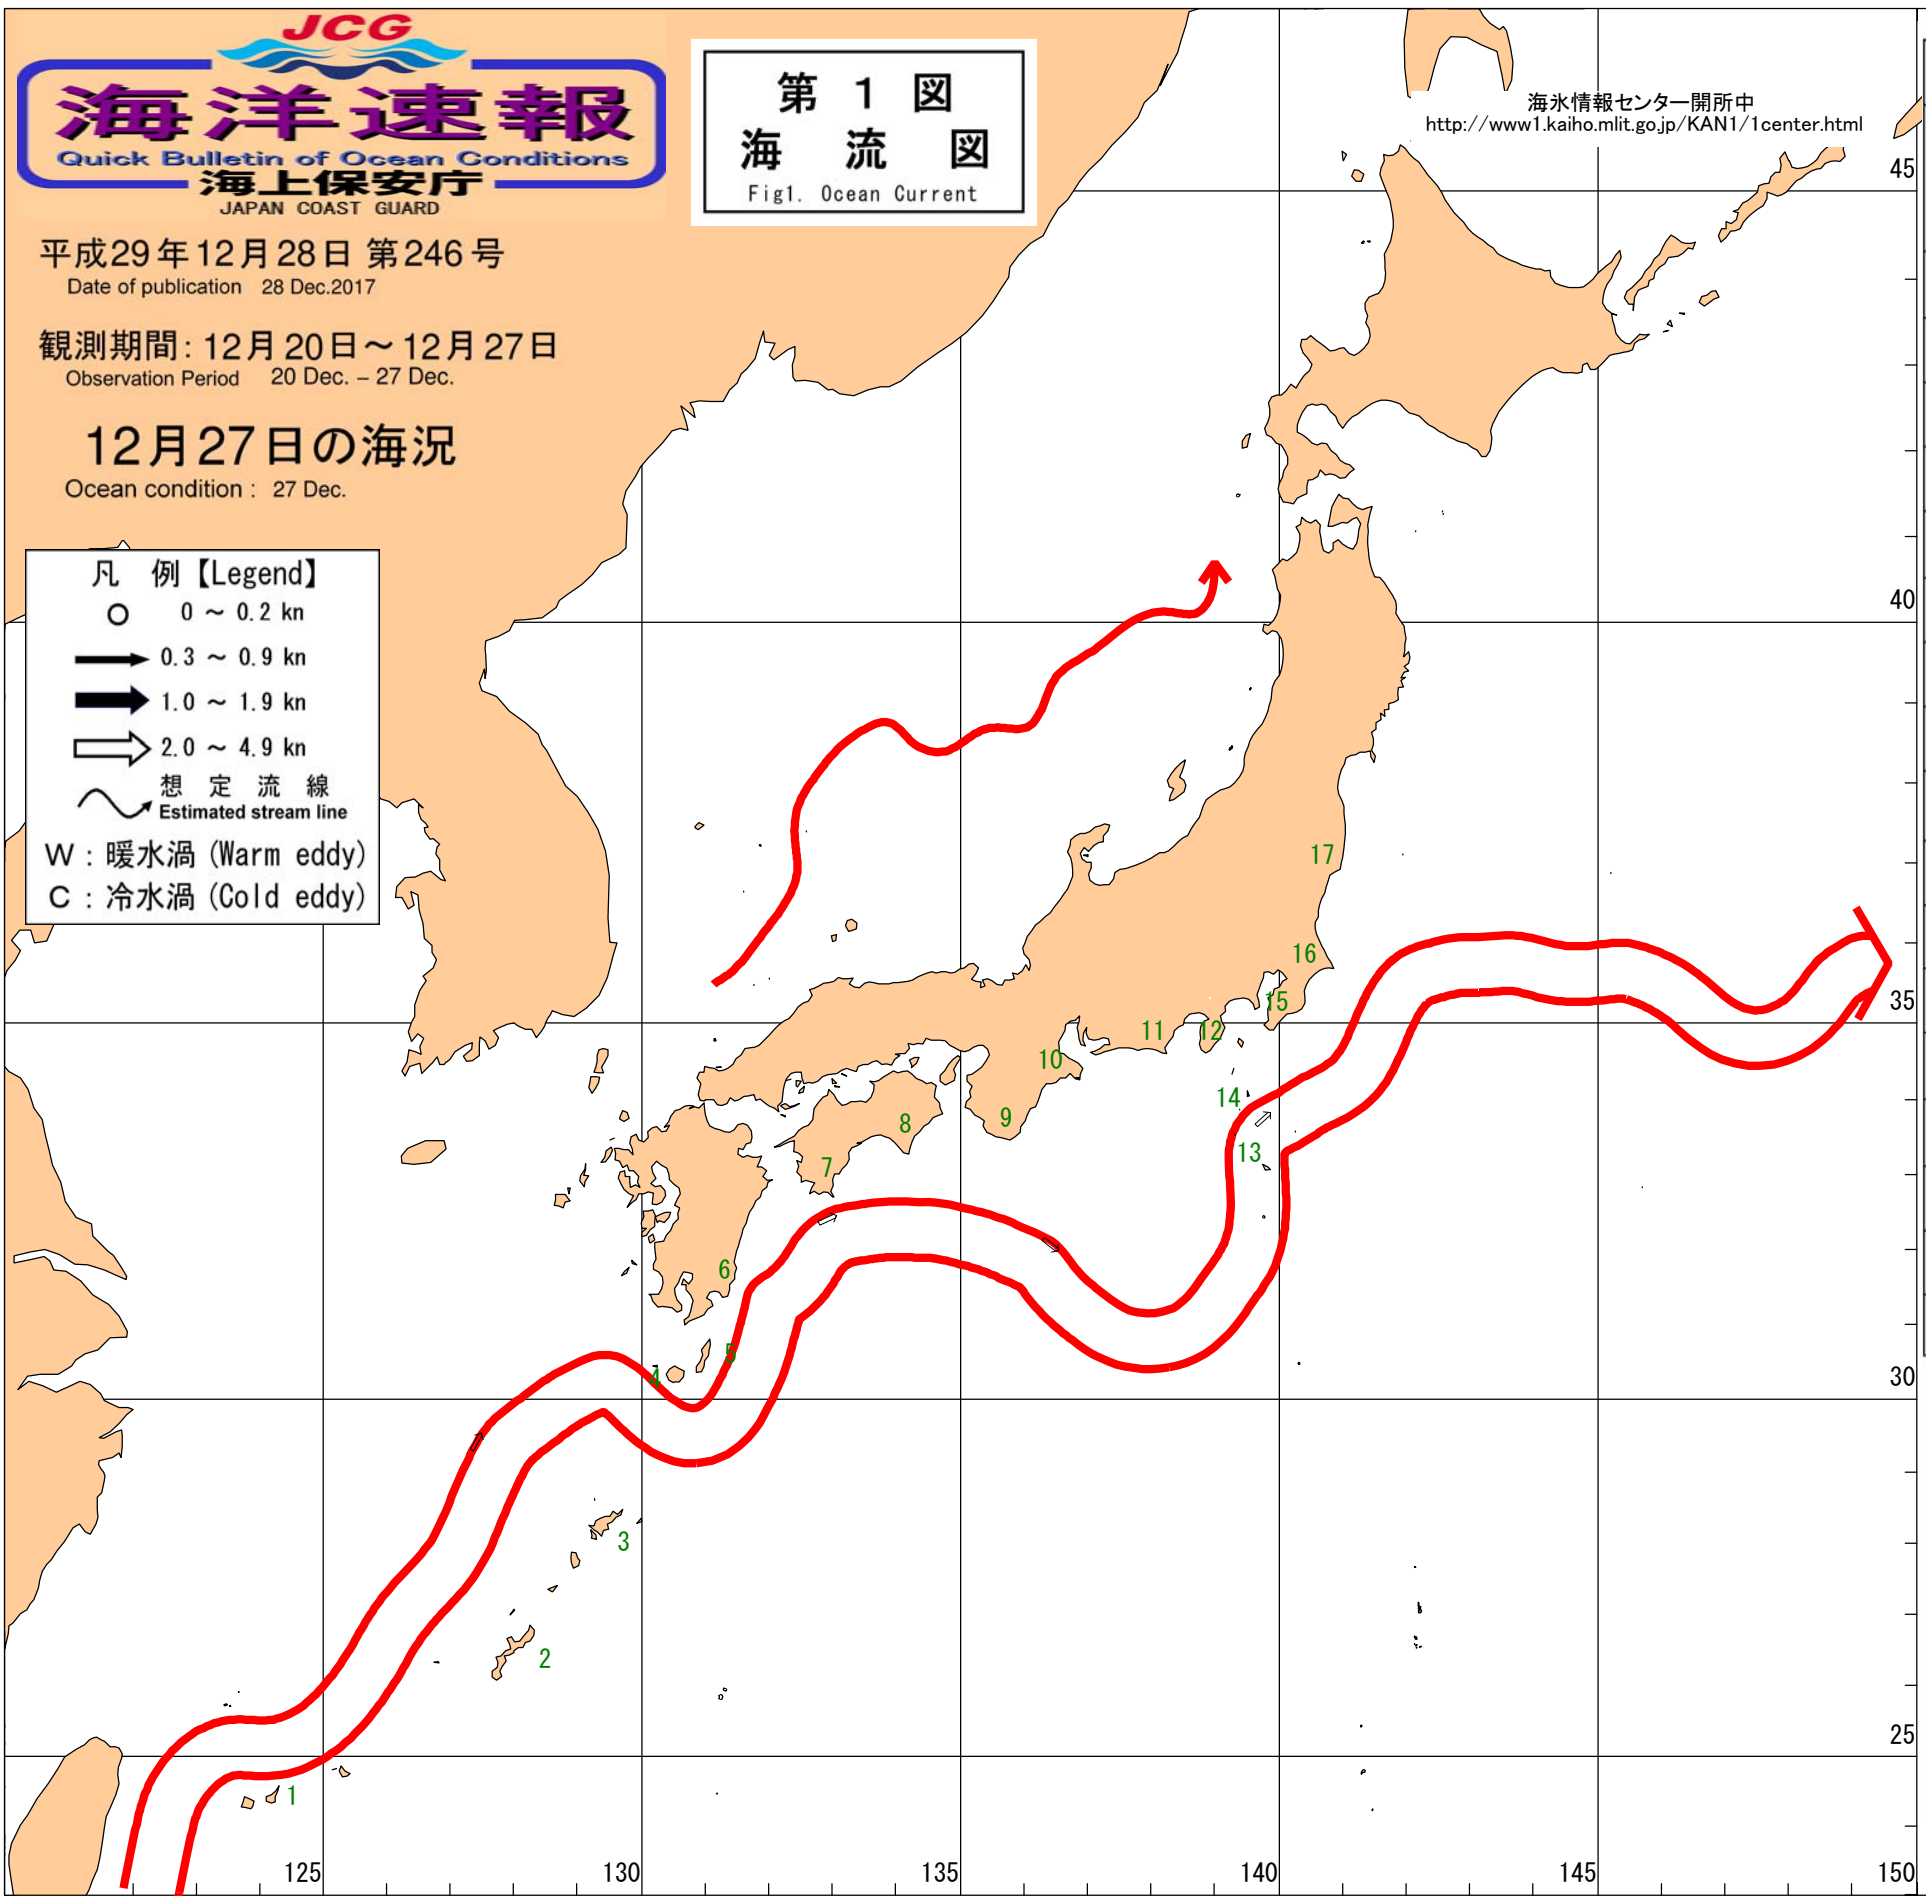 JCG
海洋速報
Quick Bulletin of Ocean Conditions
海上保安庁
JAPAN COAST GUARD
第 1 図
海 流 図
Fig1. Ocean Current
海氷情報センター開所中
http://www1.kaiho.mlit.go.jp/KAN1/1center.html
平成29年12月28日 第246号
Date of publication 28 Dec.2017
観測期間: 12月20日～12月27日
Observation Period 20 Dec. – 27 Dec.
12月27日の海況
Ocean condition : 27 Dec.
凡 例【Legend】
0 ～ 0.2 kn
0.3 ～ 0.9 kn
1.0 ～ 1.9 kn
2.0 ～ 4.9 kn
想 定 流 線
Estimated stream line
W : 暖水渦 (Warm eddy)
C : 冷水渦 (Cold eddy)
45
40
35
30
25
17
16
15
12
11
10
14
13
9
8
7
6
5
4
3
2
1
125
130
135
140
145
150